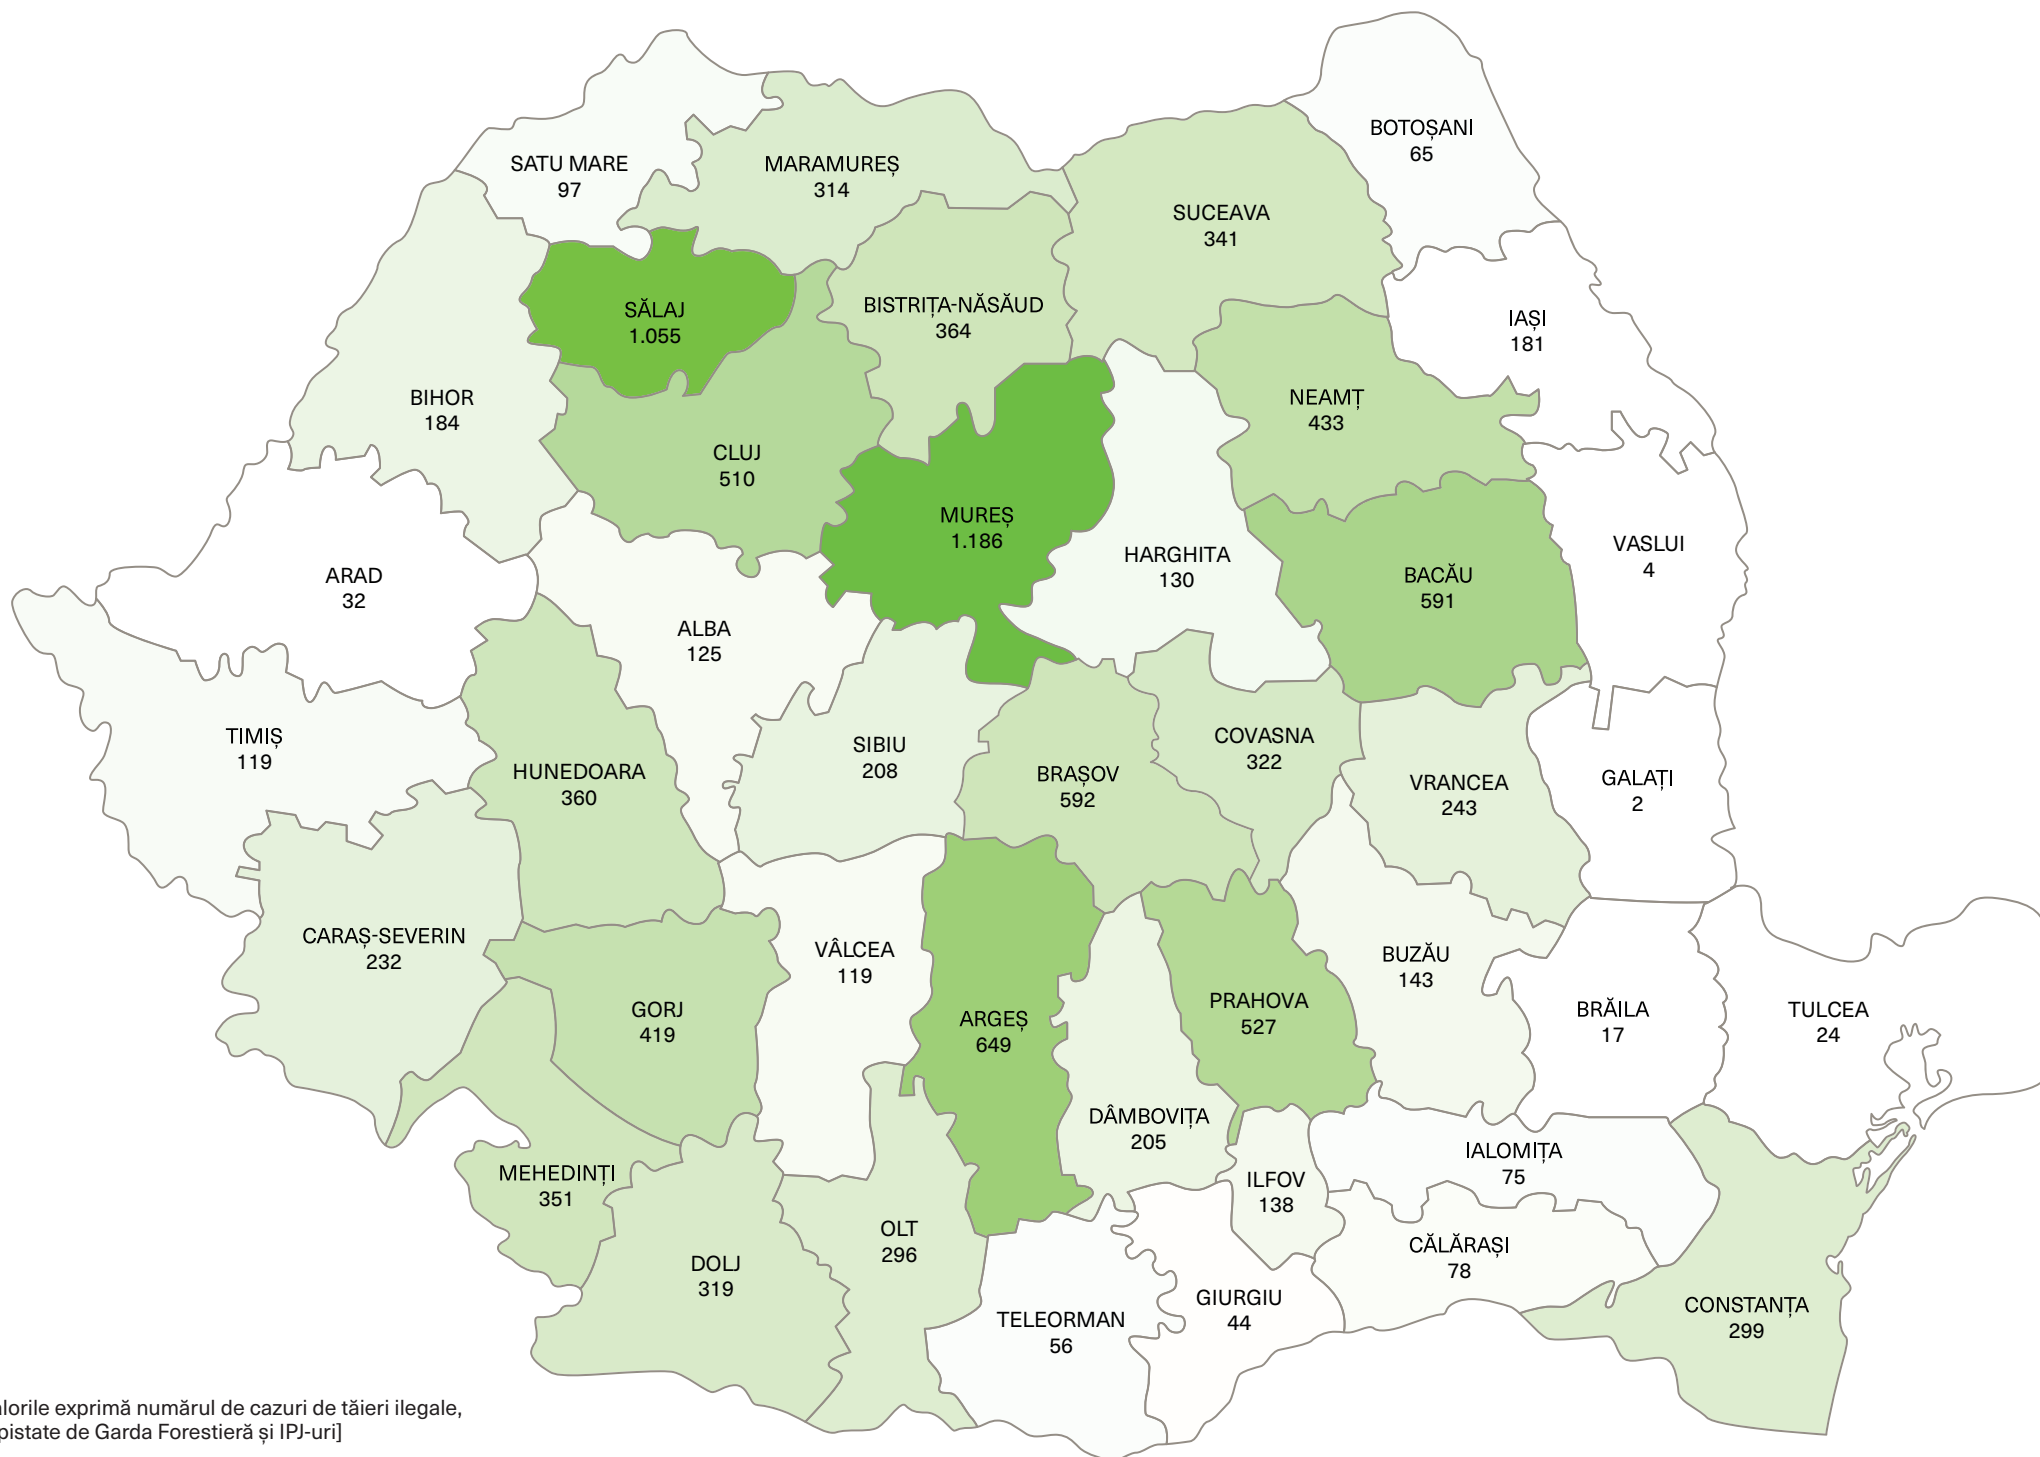 BOTOȘANI
65
SATU MARE
97
MARAMUREȘ
314
SUCEAVA
341
SĂLAJ
1.055
BISTRIȚA-NĂSĂUD
364
IAȘI
181
BIHOR
184
NEAMȚ
433
CLUJ
510
MUREȘ
1.186
HARGHITA
130
VASLUI
4
ARAD
32
BACĂU
591
ALBA
125
TIMIȘ
119
SIBIU
208
COVASNA
322
HUNEDOARA
360
BRAȘOV
592
VRANCEA
243
GALAȚI
2
CARAȘ-SEVERIN
232
VÂLCEA
119
BUZĂU
143
GORJ
419
ARGEȘ
649
PRAHOVA
527
BRĂILA
17
TULCEA
24
DÂMBOVIȚA
205
IALOMIȚA
75
MEHEDINȚI
351
ILFOV
138
OLT
296
CĂLĂRAȘI
78
DOLJ
319
GIURGIU
44
TELEORMAN
56
CONSTANȚA
299
exprimă numărul de cazuri de tăieri ilegale,
de Garda Forestieră și IPJ-uri]